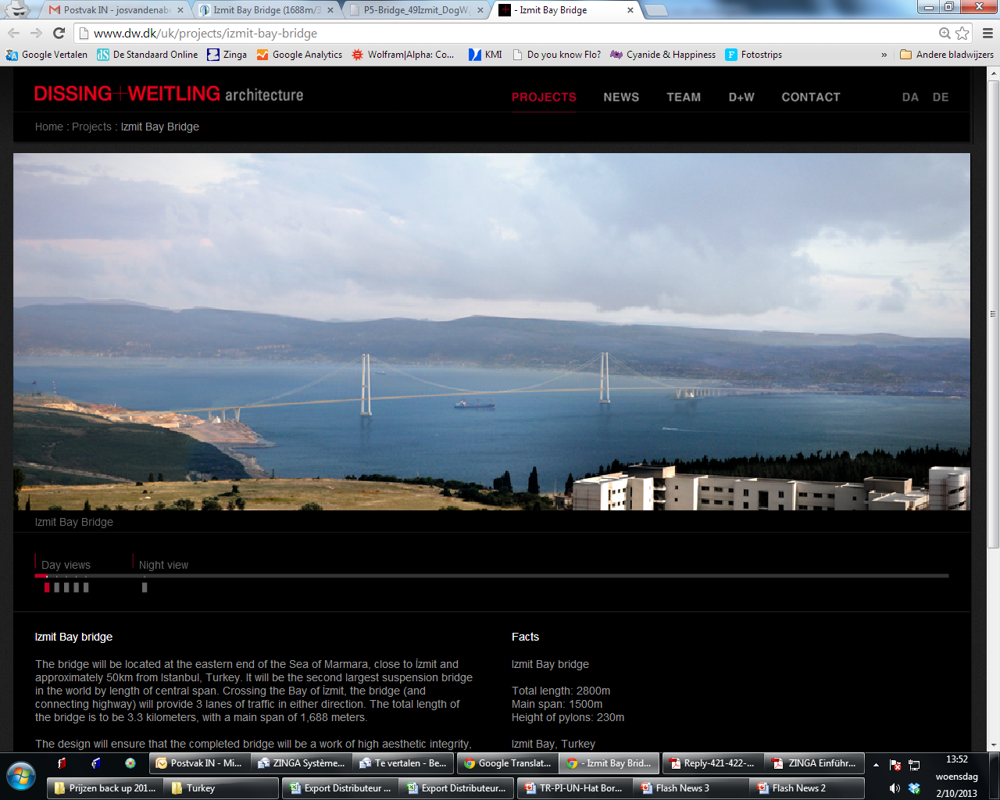 Postvak IN - josvandenab
Izmit Bay Bridge (1688m/3
P5-Bridge_49Izmit_DogW
- Izmit Bay Bridge
www.dw.dk/uk/projects/izmit-bay-bridge
Google Vertalen
De Standaard Online
Zinga
Google Analytics
Wolfram|Alpha: Co...
KMI
Do you know Flo?
Cyanide & Happiness
Fotostrips
»
Andere bladwijzers
DISSING+WEITLING architecture
PROJECTS NEWS TEAM D+W CONTACT DA DE
Home : Projects : Izmit Bay Bridge
Izmit Bay Bridge
Day views
Night view
Izmit Bay bridge
The bridge will be located at the eastern end of the Sea of Marmara, close to İzmit and
approximately 50km from Istanbul, Turkey. It will be the second largest suspension bridge
in the world by length of central span. Crossing the Bay of İzmit, the bridge (and
connecting highway) will provide 3 lanes of traffic in either direction. The total length of
the bridge is to be 3.3 kilometers, with a main span of 1,688 meters.
The design will ensure that the completed bridge will be a work of high aesthetic integrity,
Facts
Izmit Bay bridge
Total length: 2800m
Main span: 1500m
Height of pylons: 230m
Izmit Bay, Turkey
Postvak IN - Mi...
ZINGA Système...
Te vertalen - Be...
Google Translat...
- Izmit Bay Brid...
Reply-421-422-...
ZINGA Einführ...
Prijzen back up 201...
Turkey
Export Distributeur ...
Export Distributeur...
TR-PI-UN-Hat Bor...
Flash News 3
Flash News 2
13:52
woensdag
2/10/2013